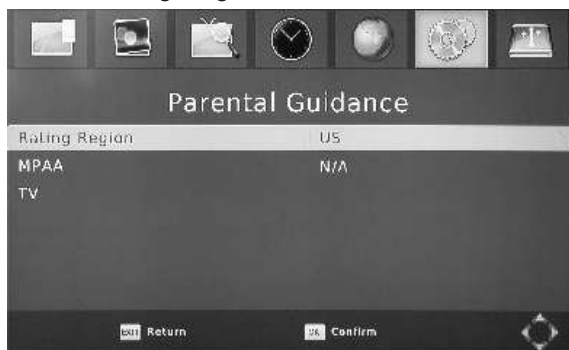 Parental Guidance
Rating Region US
MPAA N/A
TV
EXIT Return OK Confirm